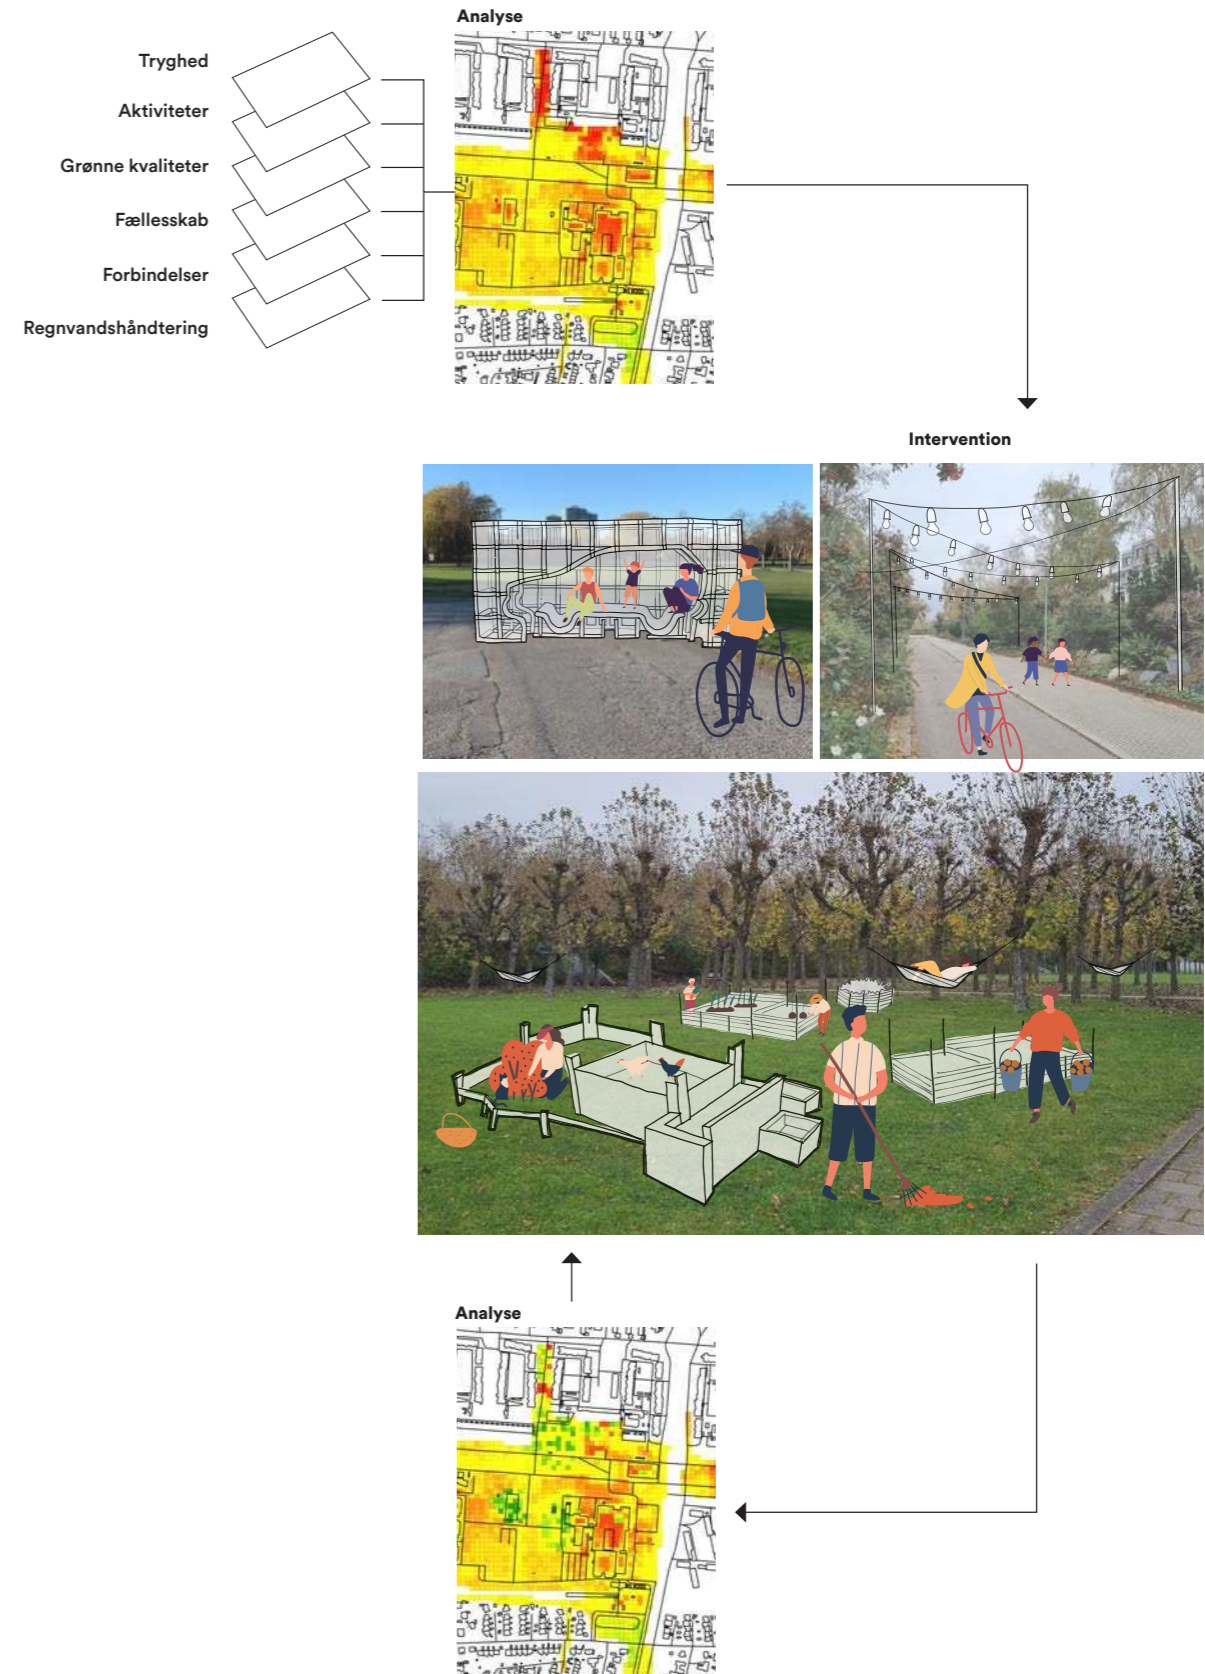 Analyse
Tryghed
Aktiviteter
Grønne kvaliteter
Fællesskab
Forbindelser
Regnvandshåndtering
Intervention
Analyse